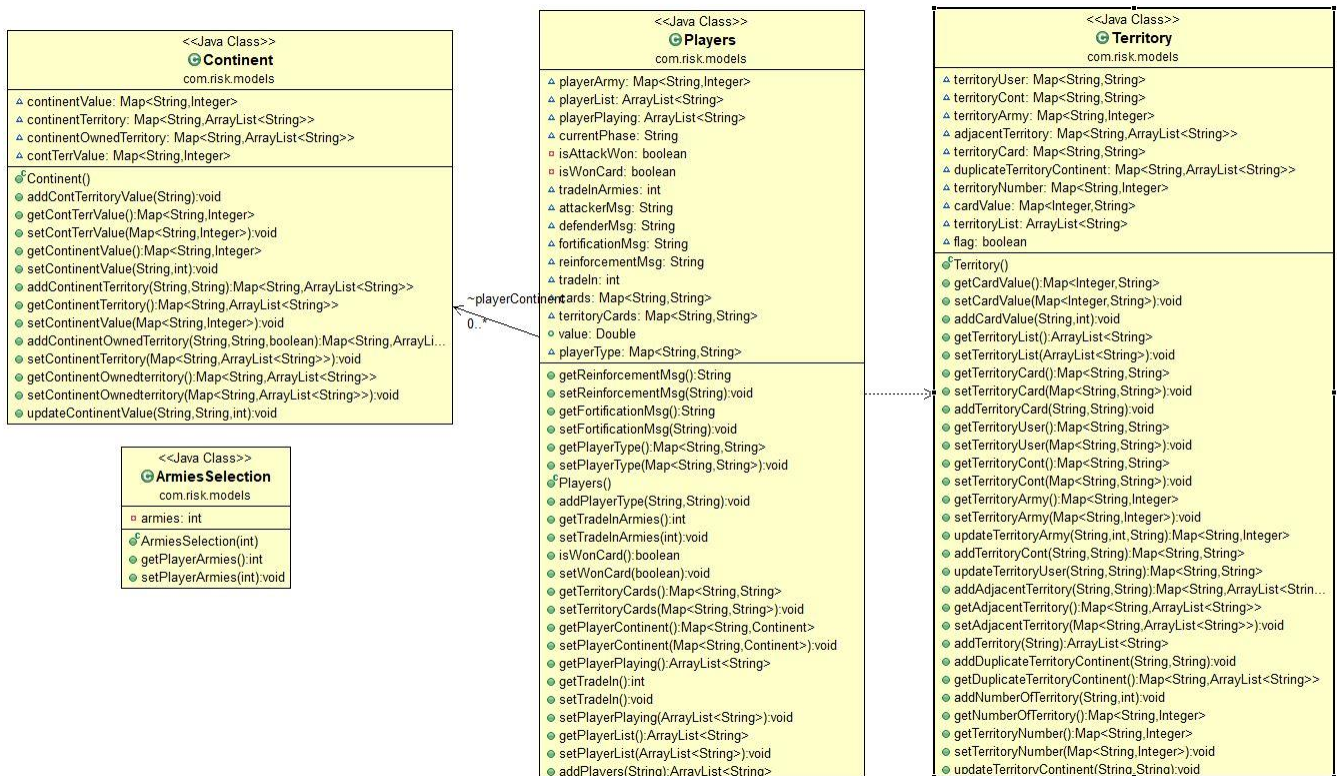 <<Java Class>>
Continent
com.risk.models
continentValue: Map<String,Integer>
continentTerritory: Map<String,ArrayList<String>>
continentOwnedTerritory: Map<String,ArrayList<String>>
contTerrValue: Map<String,Integer>
Continent()
addContTerritoryValue(String):void
getContTerrValue():Map<String,Integer>
setContTerrValue(Map<String,Integer>):void
getContinentValue():Map<String,Integer>
setContinentValue(String,int):void
addContinentTerritory(String,String):Map<String,ArrayList<String>>
getContinentTerritory():Map<String,ArrayList<String>>
setContinentValue(Map<String,Integer>):void
addContinentOwnedTerritory(String,String,boolean):Map<String,ArrayLi...
setContinentTerritory(Map<String,ArrayList<String>>):void
getContinentOwnedterritory():Map<String,ArrayList<String>>
setContinentOwnedterritory(Map<String,ArrayList<String>>):void
updateContinentValue(String,String,int):void
<<Java Class>>
ArmiesSelection
com.risk.models
armies: int
ArmiesSelection(int)
getPlayerArmies():int
setPlayerArmies(int):void
~playerContinent
0..*
<<Java Class>>
Players
com.risk.models
playerArmy: Map<String,Integer>
playerList: ArrayList<String>
playerPlaying: ArrayList<String>
currentPhase: String
isAttackWon: boolean
isWonCard: boolean
tradeInArmies: int
attackerMsg: String
defenderMsg: String
fortificationMsg: String
reinforcementMsg: String
tradeIn: int
cards: Map<String,String>
territoryCards: Map<String,String>
value: Double
playerType: Map<String,String>
getReinforcementMsg():String
setReinforcementMsg(String):void
getFortificationMsg():String
setFortificationMsg(String):void
getPlayerType():Map<String,String>
setPlayerType(Map<String,String>):void
Players()
addPlayerType(String,String):void
getTradeInArmies():int
setTradeInArmies(int):void
isWonCard():boolean
setWonCard(boolean):void
getTerritoryCards():Map<String,String>
setTerritoryCards(Map<String,String>):void
getPlayerContinent():Map<String,Continent>
setPlayerContinent(Map<String,Continent>):void
getPlayerPlaying():ArrayList<String>
getTradeIn():int
setTradeIn():void
setPlayerPlaying(ArrayList<String>):void
getPlayerList():ArrayList<String>
setPlayerList(ArrayList<String>):void
addPlayers(String):ArrayList<String>
<<Java Class>>
Territory
com.risk.models
territoryUser: Map<String,String>
territoryCont: Map<String,String>
territoryArmy: Map<String,Integer>
adjacentTerritory: Map<String,ArrayList<String>>
territoryCard: Map<String,String>
duplicateTerritoryContinent: Map<String,ArrayList<String>>
territoryNumber: Map<String,Integer>
cardValue: Map<Integer,String>
territoryList: ArrayList<String>
flag: boolean
Territory()
getCardValue():Map<Integer,String>
setCardValue(Map<Integer,String>):void
addCardValue(String,int):void
getTerritoryList():ArrayList<String>
setTerritoryList(ArrayList<String>):void
getTerritoryCard():Map<String,String>
setTerritoryCard(Map<String,String>):void
addTerritoryCard(String):void
getTerritoryUser():Map<String,String>
setTerritoryUser(Map<String,String>):void
getTerritoryCont():Map<String,String>
setTerritoryCont(Map<String,String>):void
getTerritoryArmy():Map<String,Integer>
setTerritoryArmy(Map<String,Integer>):void
updateTerritoryArmy(String,int,String):Map<String,Integer>
addTerritoryCont(String,String):Map<String,String>
updateTerritoryUser(String,String):Map<String,String>
addAdjacentTerritory(String,String):Map<String,ArrayList<Strin...
getAdjacentTerritory():Map<String,ArrayList<String>>
setAdjacentTerritory(Map<String,ArrayList<String>>):void
addTerritory(String):ArrayList<String>
addDuplicateTerritoryContinent(String,String):void
getDuplicateTerritoryContinent():Map<String,ArrayList<String>>
addNumberOfTerritory(String,int):void
getNumberOfTerritory():Map<String,Integer>
getTerritoryNumber():Map<String,Integer>
setTerritoryNumber(Map<String,Integer>):void
updateTerritoryContinent(String,String):void